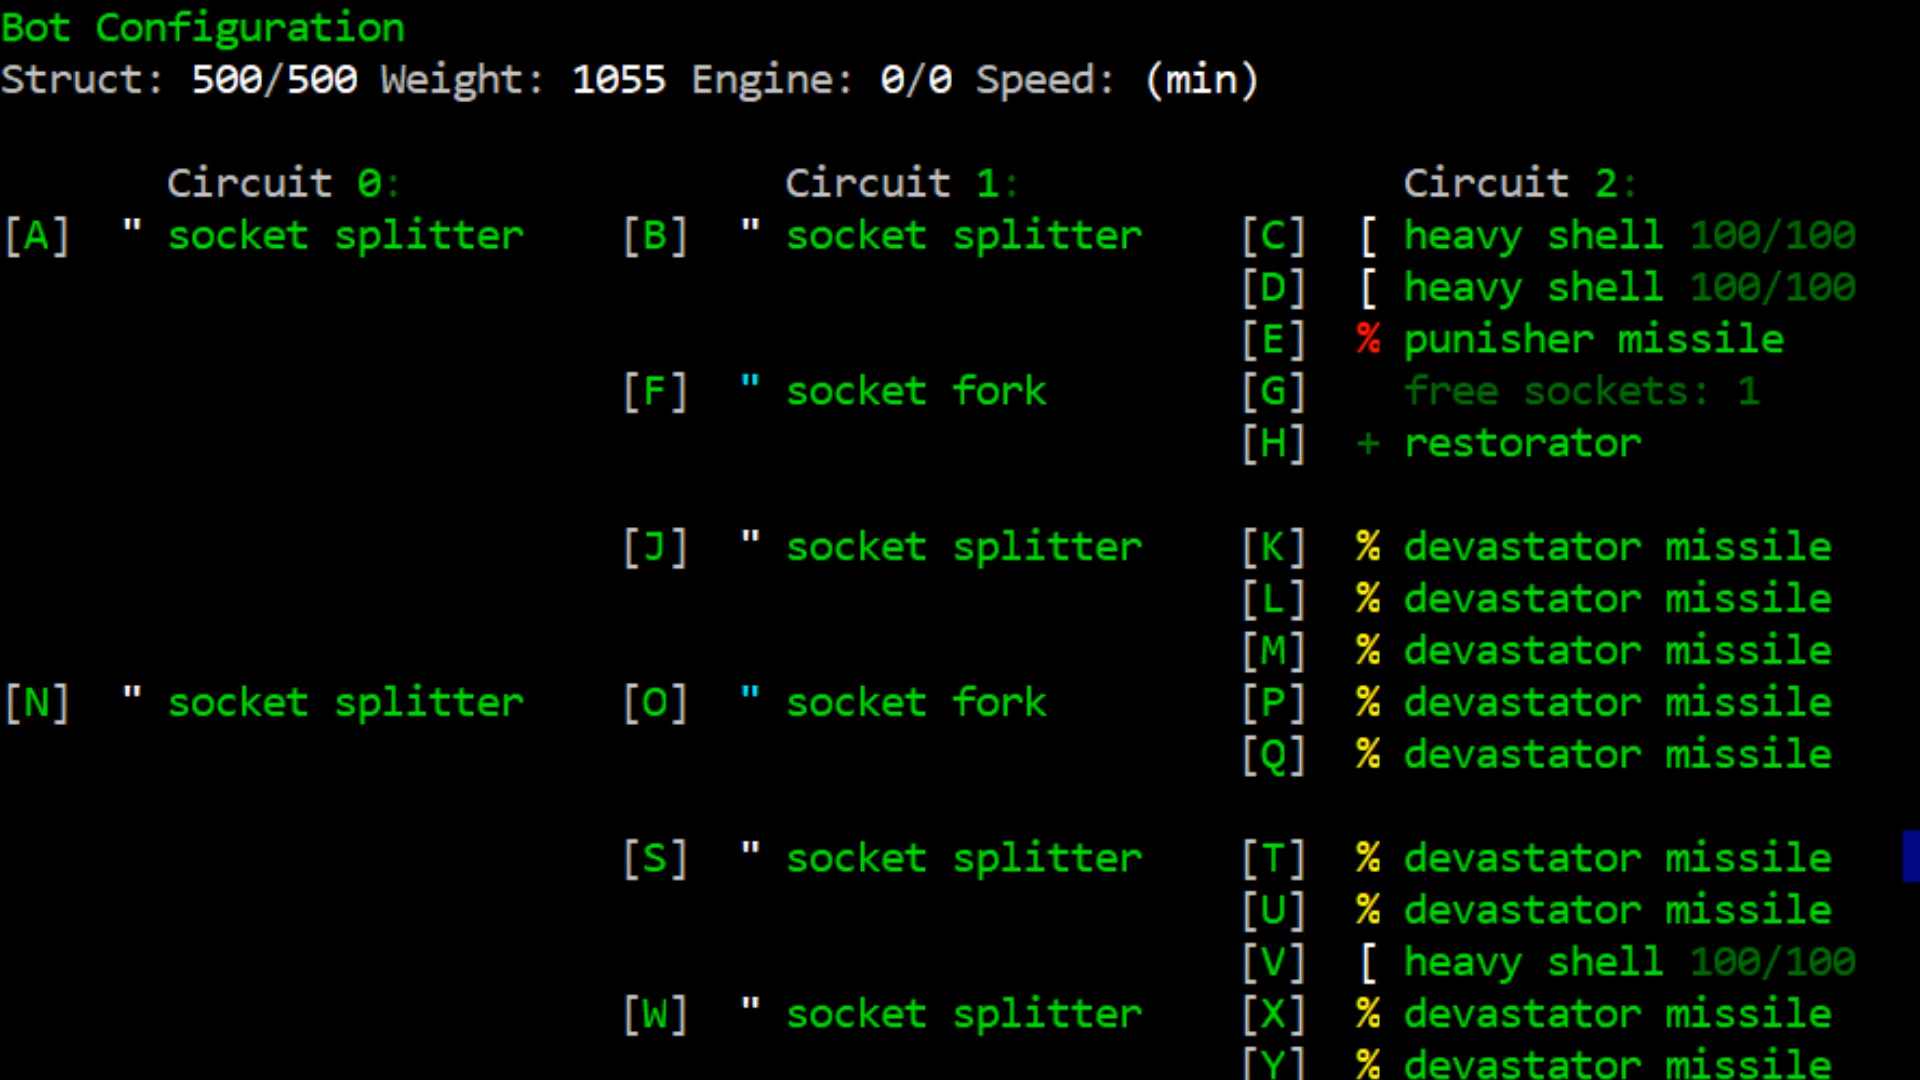 Bot Configuration
Struct: 500/500 Weight: 1055 Engine: 0/0 Speed: (min)
Circuit 0: Circuit 1: Circuit 2:
[A] " socket splitter [B] " socket splitter [C] [ heavy shell 100/100
[D] [ heavy shell 100/100
[E] % punisher missile
[F] " socket fork [G] free sockets: 1
[H] + restorator
[J] " socket splitter [K] % devastator missile
[L] % devastator missile
[M] % devastator missile
[N] " socket splitter [O] " socket fork [P] % devastator missile
[Q] % devastator missile
[S] " socket splitter [T] % devastator missile
[U] % devastator missile
[V] [ heavy shell 100/100
[W] " socket splitter [X] % devastator missile
[Y] % devastator missile